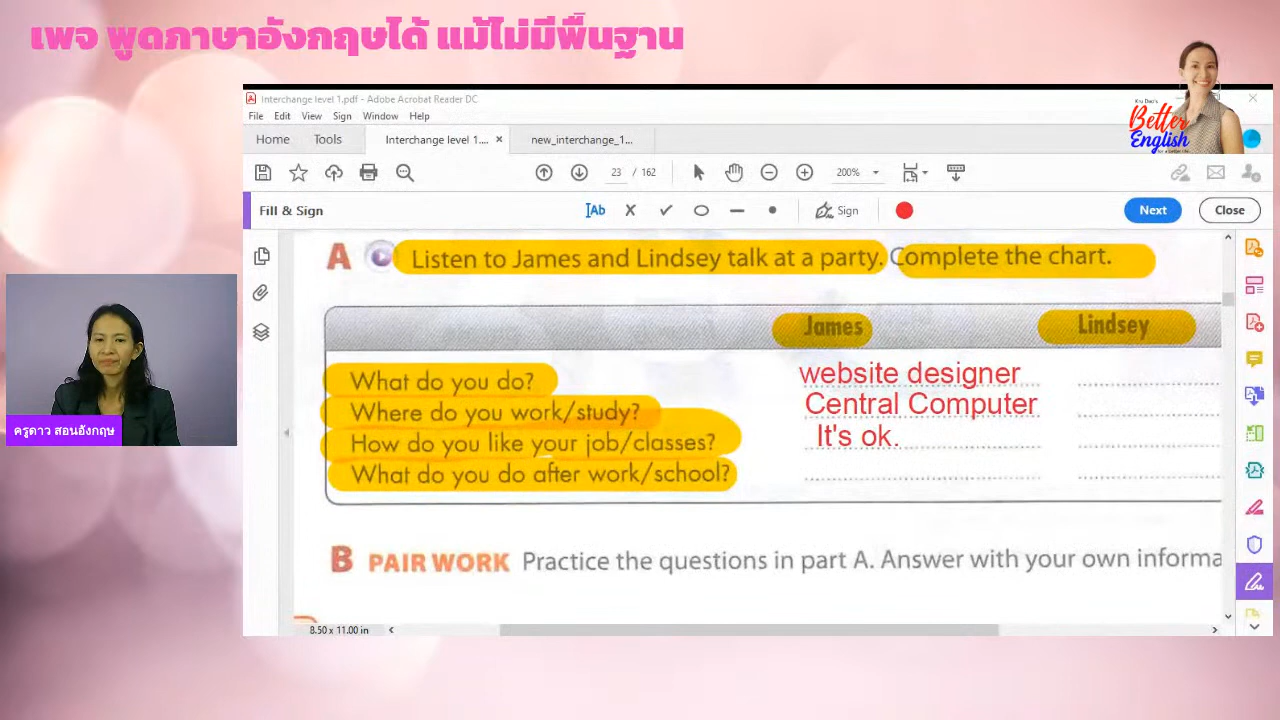 เพจ พูดภาษาอังกฤษได้ แม้ไม่มีพื้นฐาน
Interchange level 1.pdf - Adobe Acrobat Reader DC
File Edit View Sign Window Help
Home Tools Interchange level 1.... × new_interchange_1...
Kru Dao's
Better
English
for a better life
23 / 162 200%
Fill & Sign Ab Sign Next Close
A Listen to James and Lindsey talk at a party. Complete the chart.
James Lindsey
What do you do? website designer
Where do you work/study? Central Computer
How do you like your job/classes? It's ok.
What do you do after work/school?
B PAIR WORK Practice the questions in part A. Answer with your own informa
8.50 x 11.00 in
ครูดาว สอนอังกฤษ